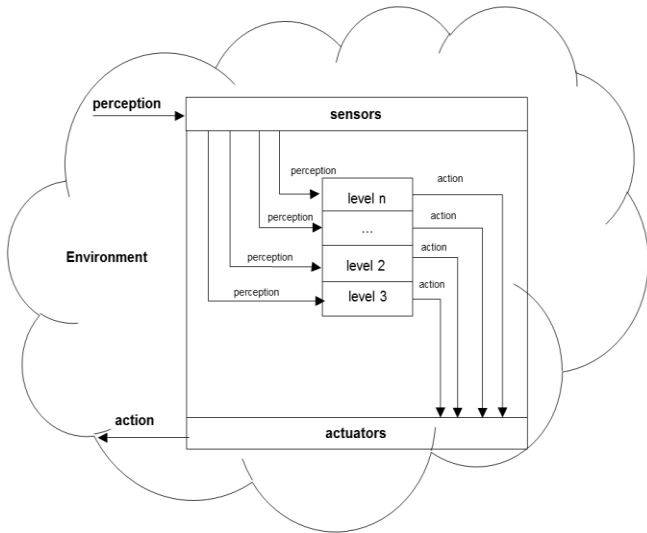 perception
sensors
perception
action
level n
perception
action
...
action
Environment
perception
level 2
perception
action
level 3
action
actuators